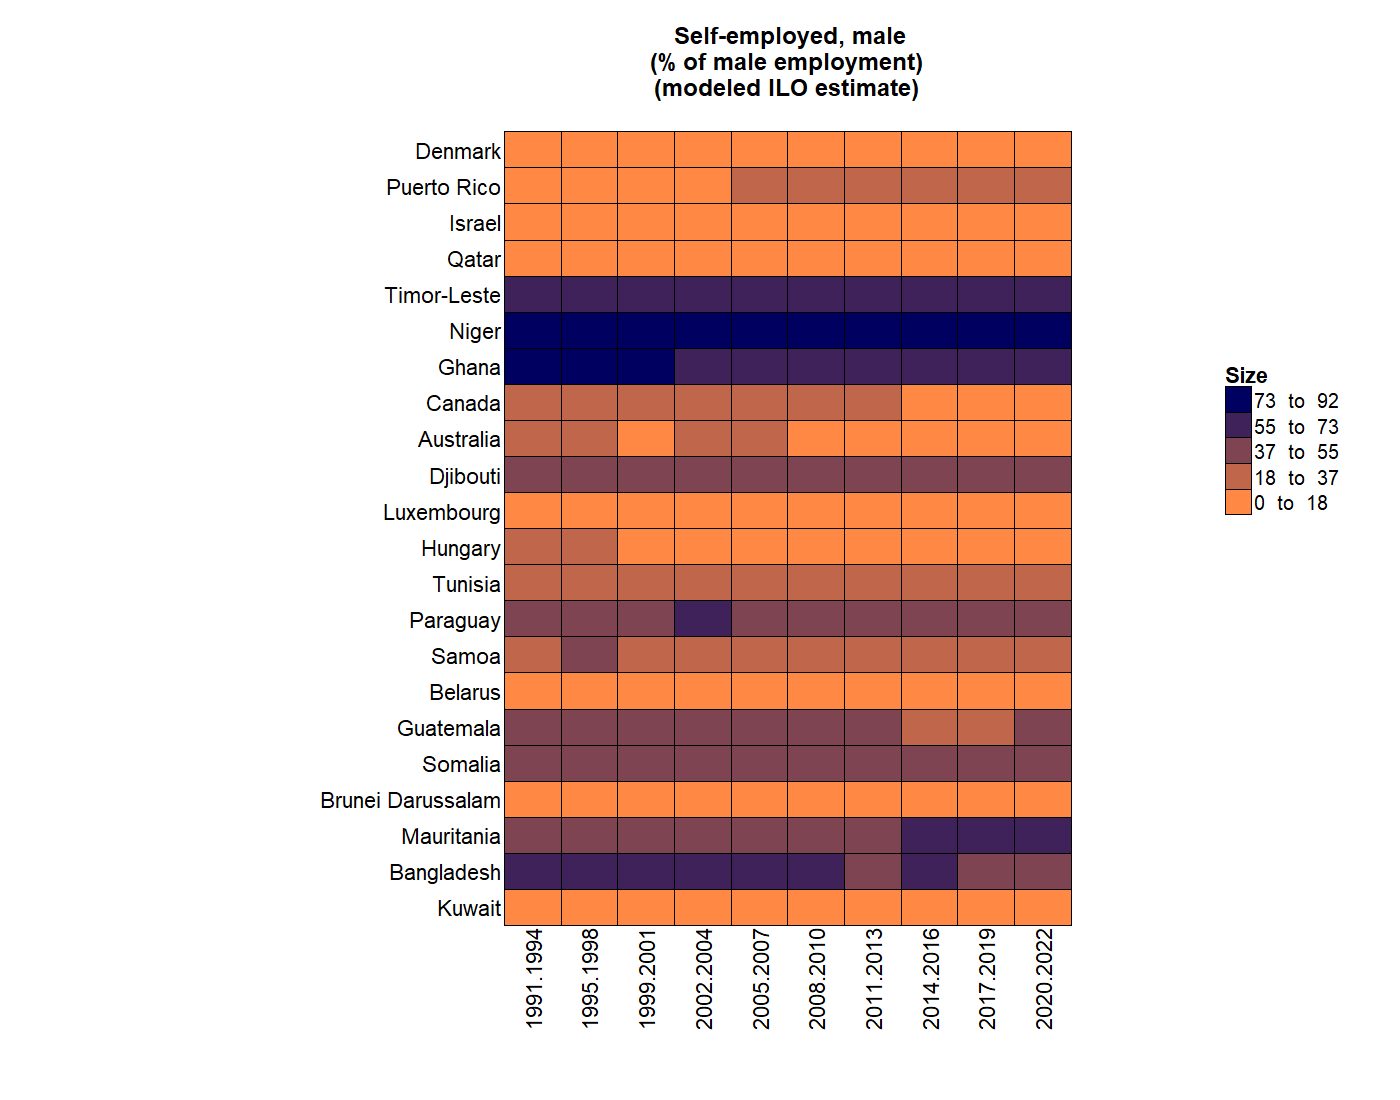 Self-employed, male
(% of male employment)
(modeled ILO estimate)
Denmark
Puerto Rico
Israel
Qatar
Timor-Leste
Niger
Ghana
Canada
Australia
Djibouti
Luxembourg
Hungary
Tunisia
Paraguay
Samoa
Belarus
Guatemala
Somalia
Brunei Darussalam
Mauritania
Bangladesh
Kuwait
1991.1994
1995.1998
1999.2001
2002.2004
2005.2007
2008.2010
2011.2013
2014.2016
2017.2019
2020.2022
Size
73 to 92
55 to 73
37 to 55
18 to 37
0 to 18